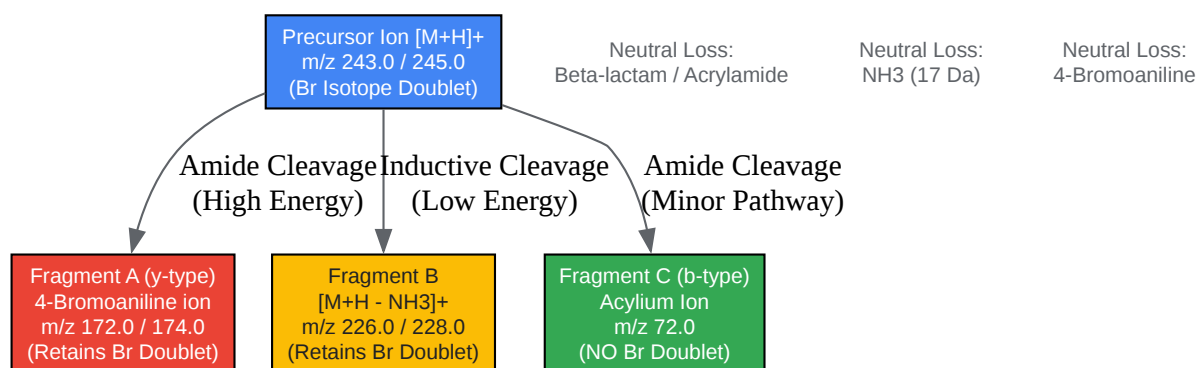 Precursor Ion [M+H]+
m/z 243.0 / 245.0
(Br Isotope Doublet)
Neutral Loss:
Beta-lactam / Acrylamide
Neutral Loss:
NH3 (17 Da)
Neutral Loss:
4-Bromoaniline
Amide Cleavage
(High Energy)
Inductive Cleavage
(Low Energy)
Amide Cleavage
(Minor Pathway)
Fragment A (y-type)
4-Bromoaniline ion
m/z 172.0 / 174.0
(Retains Br Doublet)
Fragment B
[M+H - NH3]+
m/z 226.0 / 228.0
(Retains Br Doublet)
Fragment C (b-type)
Acylium Ion
m/z 72.0
(NO Br Doublet)